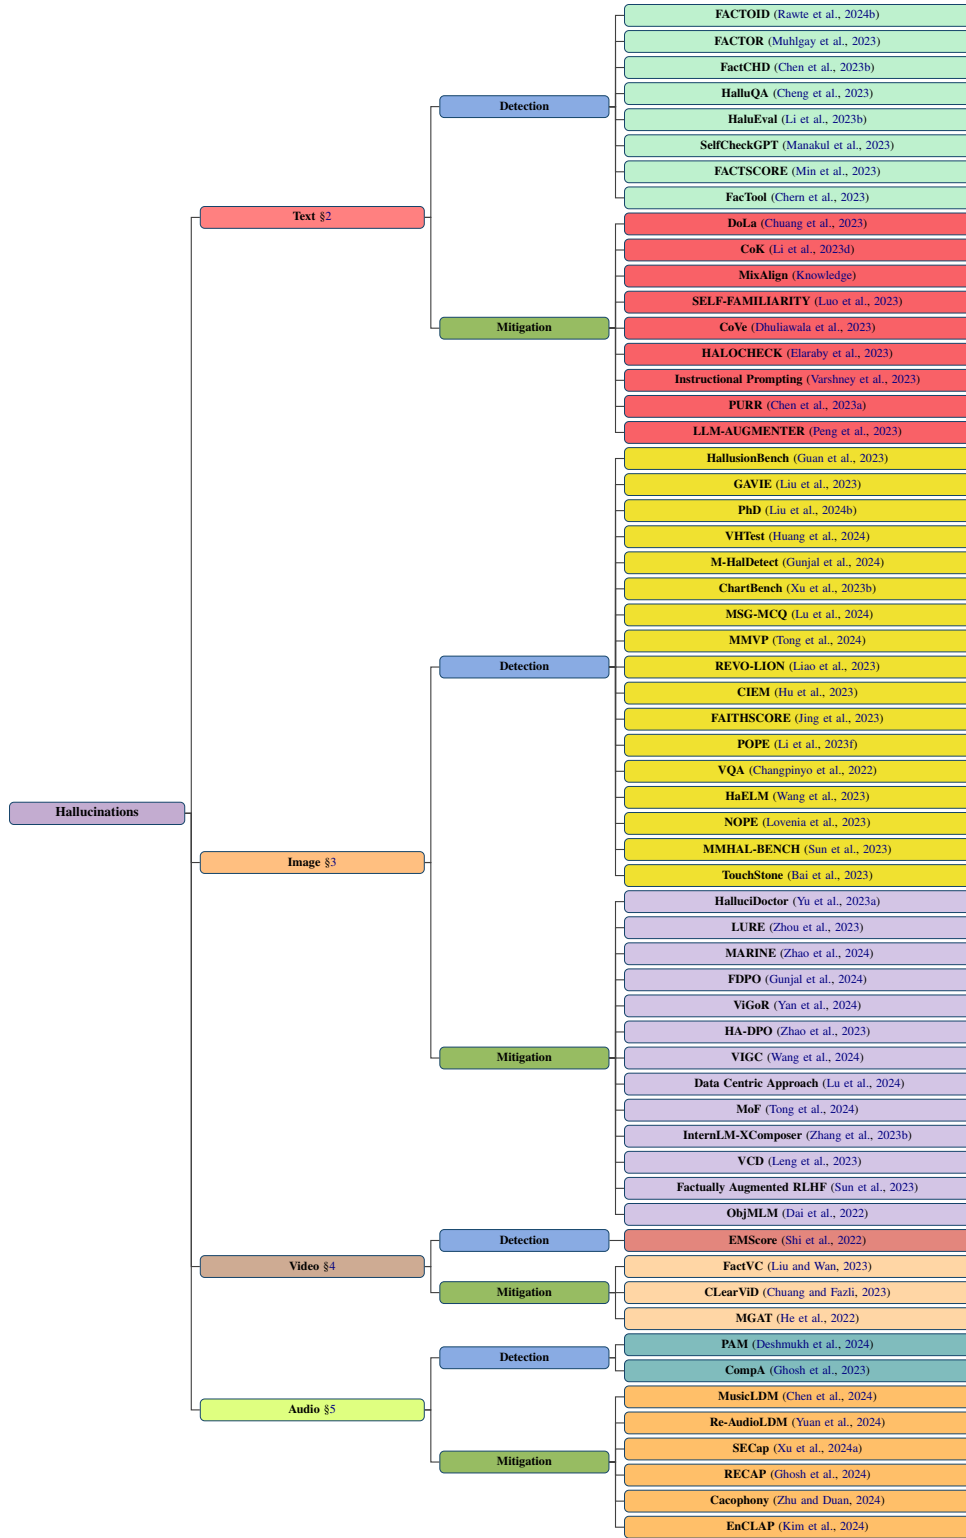 Hallucinations
Text §2
Detection
FACTOID (Rawte et al., 2024b)
FACTOR (Muhlgay et al., 2023)
FactCHD (Chen et al., 2023b)
HalluQA (Cheng et al., 2023)
HaluEval (Li et al., 2023b)
SelfCheckGPT (Manakul et al., 2023)
FACTSCORE (Min et al., 2023)
FacTool (Chern et al., 2023)
Mitigation
DoLa (Chuang et al., 2023)
CoK (Li et al., 2023d)
MixAlign (Knowledge)
SELF-FAMILIARITY (Luo et al., 2023)
CoVe (Dhuliawala et al., 2023)
HALOCHECK (Elaraby et al., 2023)
Instructional Prompting (Varshney et al., 2023)
PURR (Chen et al., 2023a)
LLM-AUGMENTER (Peng et al., 2023)
Image §3
Detection
HallusionBench (Guan et al., 2023)
GAVIE (Liu et al., 2023)
PhD (Liu et al., 2024b)
VHTest (Huang et al., 2024)
M-HalDetect (Gunjal et al., 2024)
ChartBench (Xu et al., 2023b)
MSG-MCQ (Lu et al., 2024)
MMVP (Tong et al., 2024)
REVO-LION (Liao et al., 2023)
CIEM (Hu et al., 2023)
FAITHSCORE (Jing et al., 2023)
POPE (Li et al., 2023f)
VQA (Changpinyo et al., 2022)
HaELM (Wang et al., 2023)
NOPE (Lovenia et al., 2023)
MMHAL-BENCH (Sun et al., 2023)
TouchStone (Bai et al., 2023)
Mitigation
HalluciDoctor (Yu et al., 2023a)
LURE (Zhou et al., 2023)
MARINE (Zhao et al., 2024)
FDPO (Gunjal et al., 2024)
ViGoR (Yan et al., 2024)
HA-DPO (Zhao et al., 2023)
VIGC (Wang et al., 2024)
Data Centric Approach (Lu et al., 2024)
MoF (Tong et al., 2024)
InternLM-XComposer (Zhang et al., 2023b)
VCD (Leng et al., 2023)
Factually Augmented RLHF (Sun et al., 2023)
ObjMLM (Dai et al., 2022)
Video §4
Detection
EMScore (Shi et al., 2022)
Mitigation
FactVC (Liu and Wan, 2023)
CLearViD (Chuang and Fazli, 2023)
MGAT (He et al., 2022)
Audio §5
Detection
PAM (Deshmukh et al., 2024)
CompA (Ghosh et al., 2023)
Mitigation
MusicLDM (Chen et al., 2024)
Re-AudioLDM (Yuan et al., 2024)
SECap (Xu et al., 2024a)
RECAP (Ghosh et al., 2024)
Cacophony (Zhu and Duan, 2024)
EnCLAP (Kim et al., 2024)